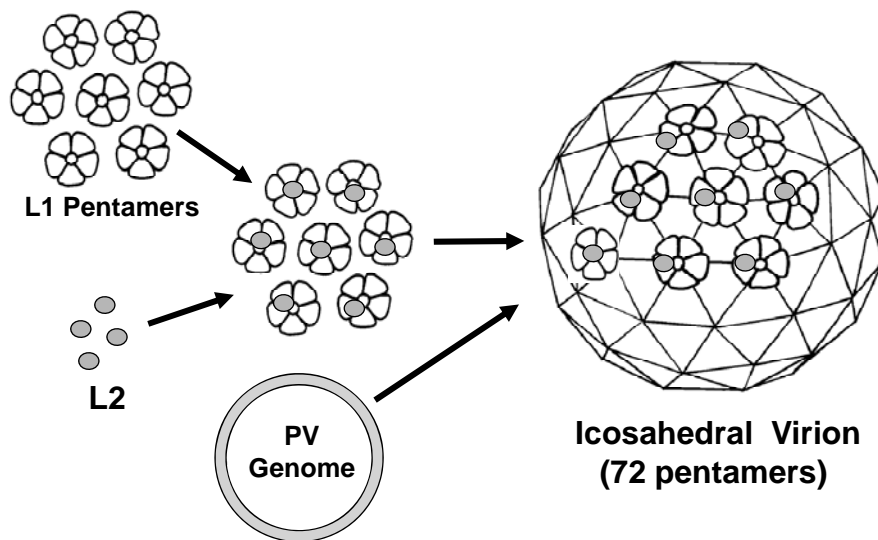 L1 Pentamers
L2
PV
Genome
Icosahedral Virion
(72 pentamers)